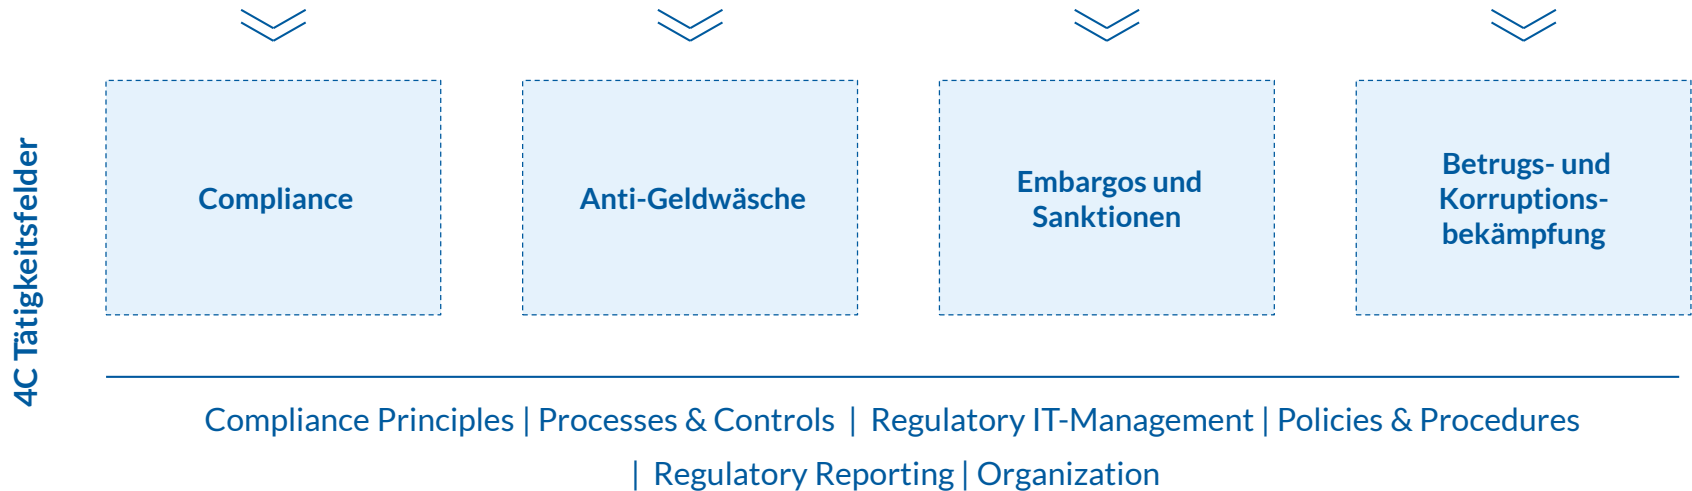 4C Tätigkeitsfelder
Compliance
Anti-Geldwäsche
Embargos und
Sanktionen
Betrugs- und
Korruptions-
bekämpfung
Compliance Principles | Processes & Controls | Regulatory IT-Management | Policies & Procedures
| Regulatory Reporting | Organization